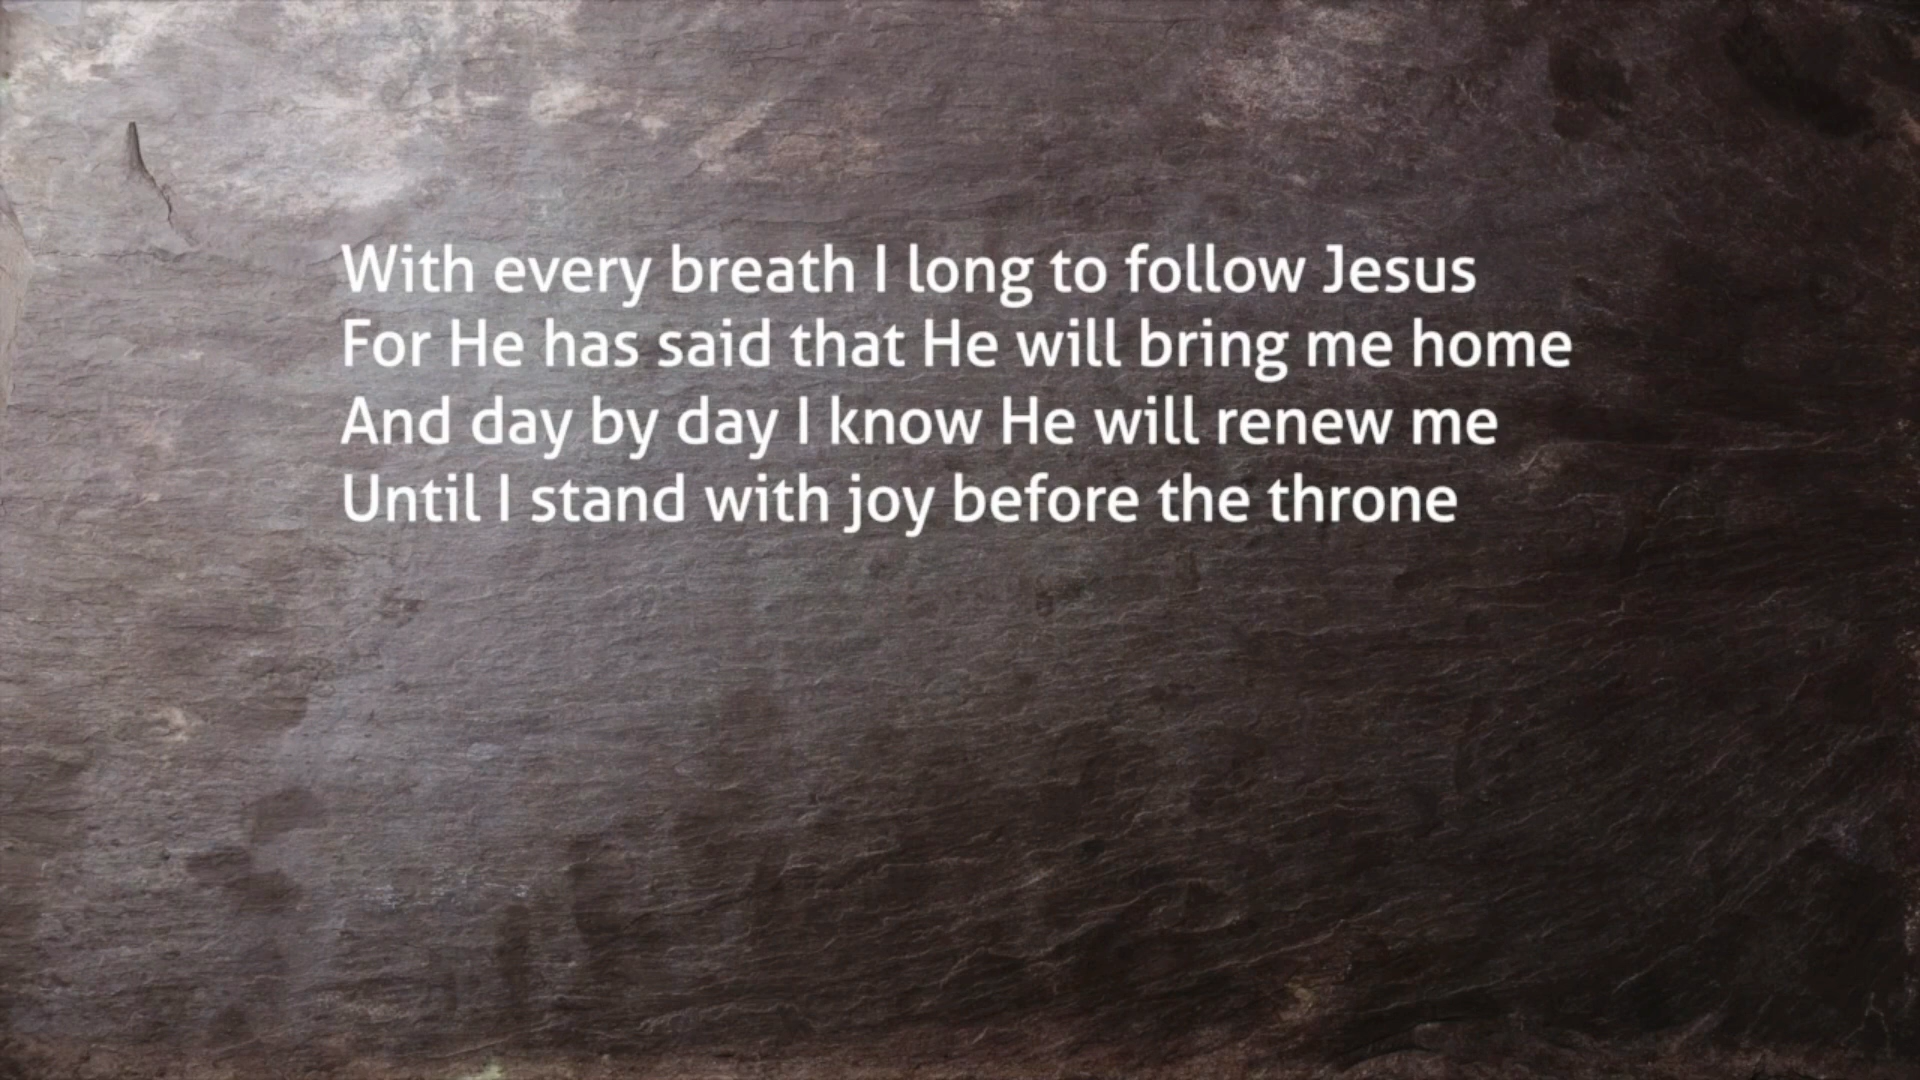 With every breath I long to follow Jesus
For He has said that He will bring me home
And day by day I know He will renew me
Until I stand with joy before the throne